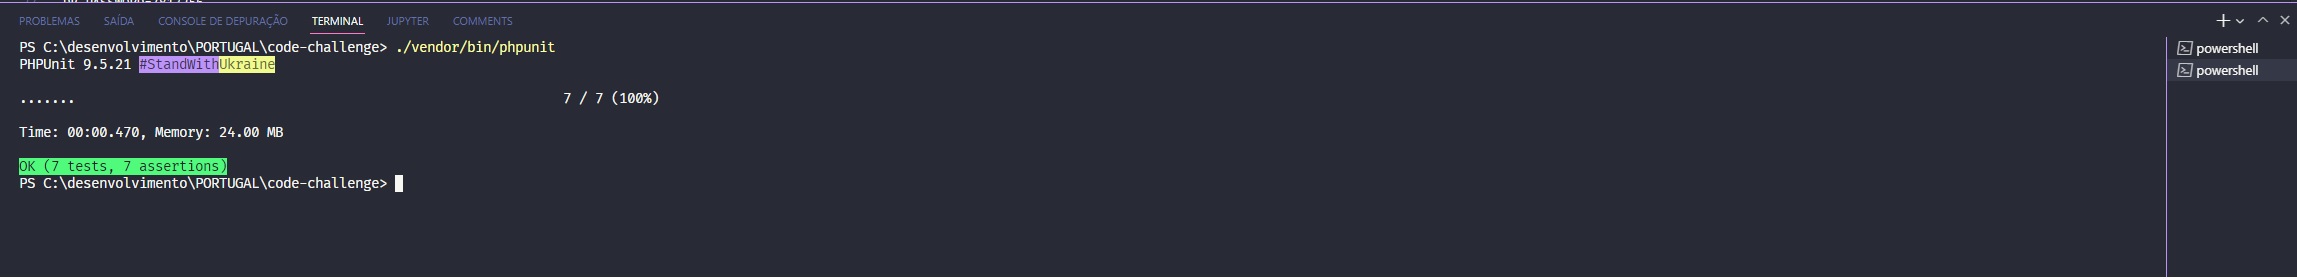 PROBLEMAS SAÍDA CONSOLE DE DEPURAÇÃO TERMINAL JUPYTER COMMENTS
PS C:\desenvolvimento\PORTUGAL\code-challenge> ./vendor/bin/phpunit
PHPUnit 9.5.21 #StandWithUkraine
....... 7 / 7 (100%)
Time: 00:00.470, Memory: 24.00 MB
OK (7 tests, 7 assertions)
PS C:\desenvolvimento\PORTUGAL\code-challenge>
powershell
powershell